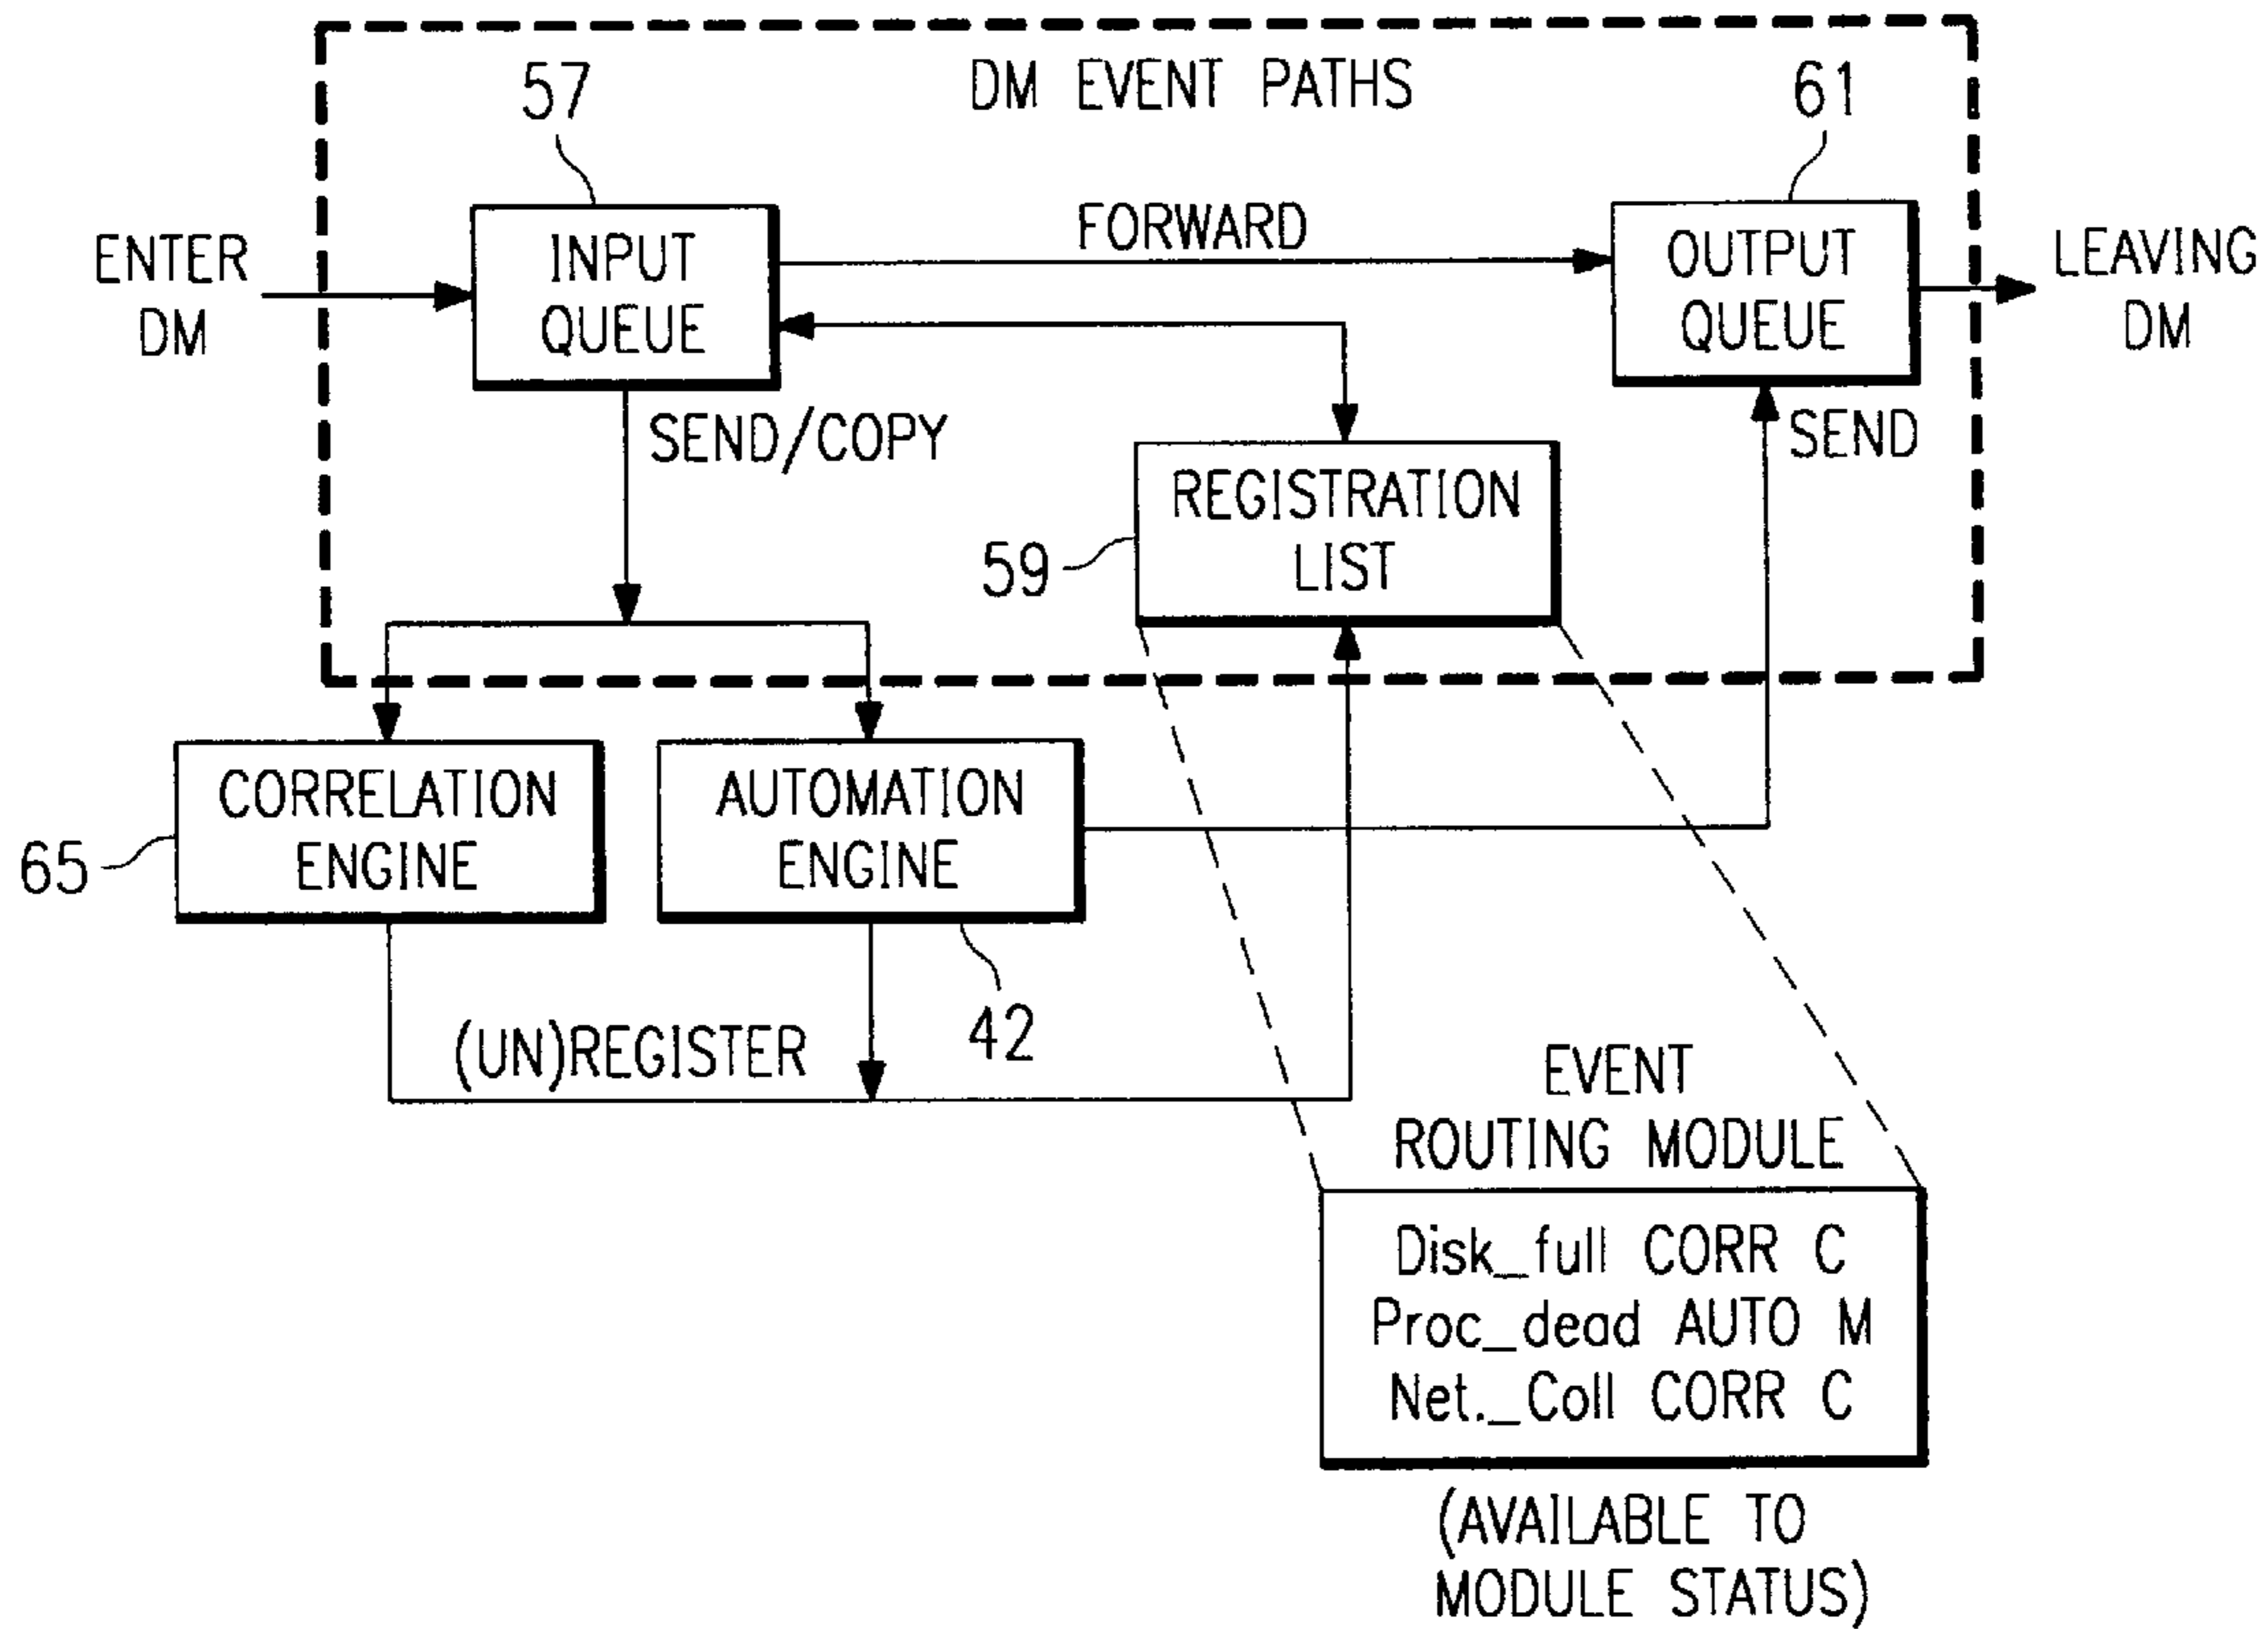 DM EVENT PATHS
57
61
ENTER
DM
INPUT
QUEUE
FORWARD
OUTPUT
QUEUE
LEAVING
DM
SEND/COPY
SEND
REGISTRATION
LIST
59
CORRELATION
ENGINE
65
AUTOMATION
ENGINE
42
(UN)REGISTER
EVENT
ROUTING MODULE
Disk_full CORR C
Proc_dead AUTO M
Net._Coll CORR C
(AVAILABLE TO
MODULE STATUS)